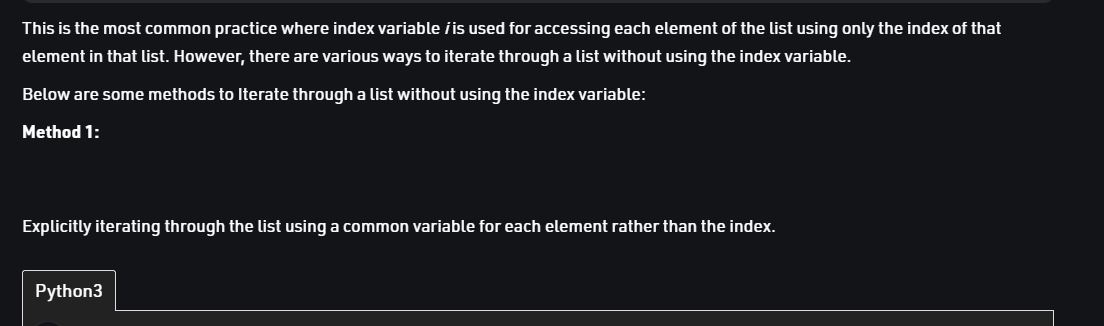 This is the most common practice where index variable i is used for accessing each element of the list using only the index of that
element in that list. However, there are various ways to iterate through a list without using the index variable.
Below are some methods to Iterate through a list without using the index variable:
Method 1:
Explicitly iterating through the list using a common variable for each element rather than the index.
Python3